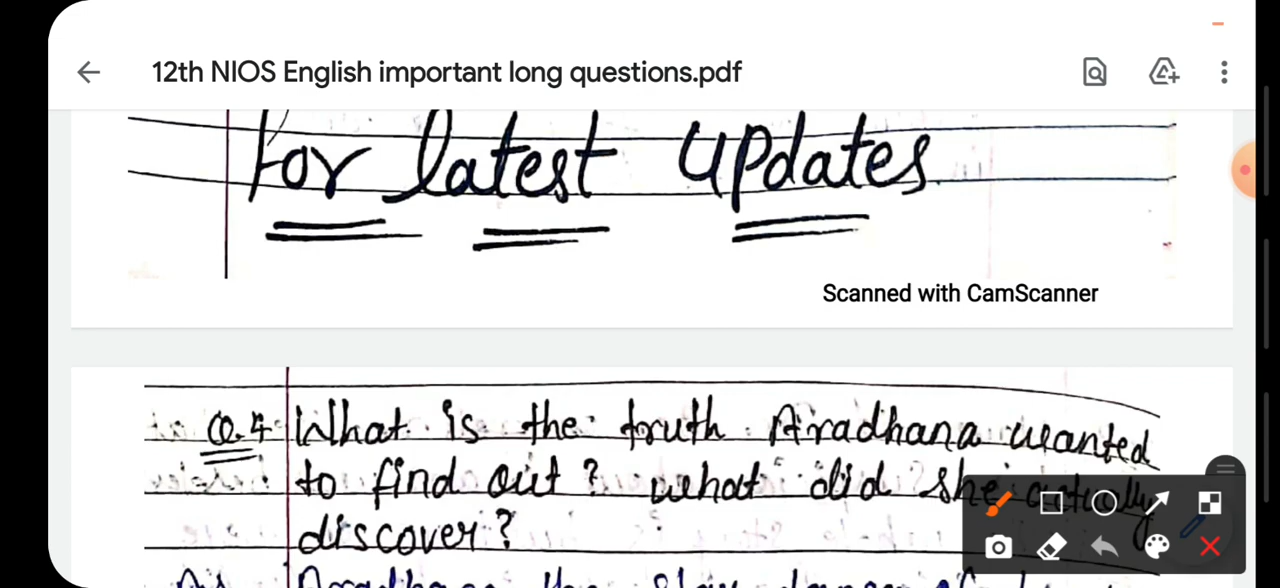 12th NIOS English important long questions.pdf
For latest Updates
Scanned with CamScanner
Q.4 What is the truth Aradhana wanted
to find out ? what did she actually
discover ?